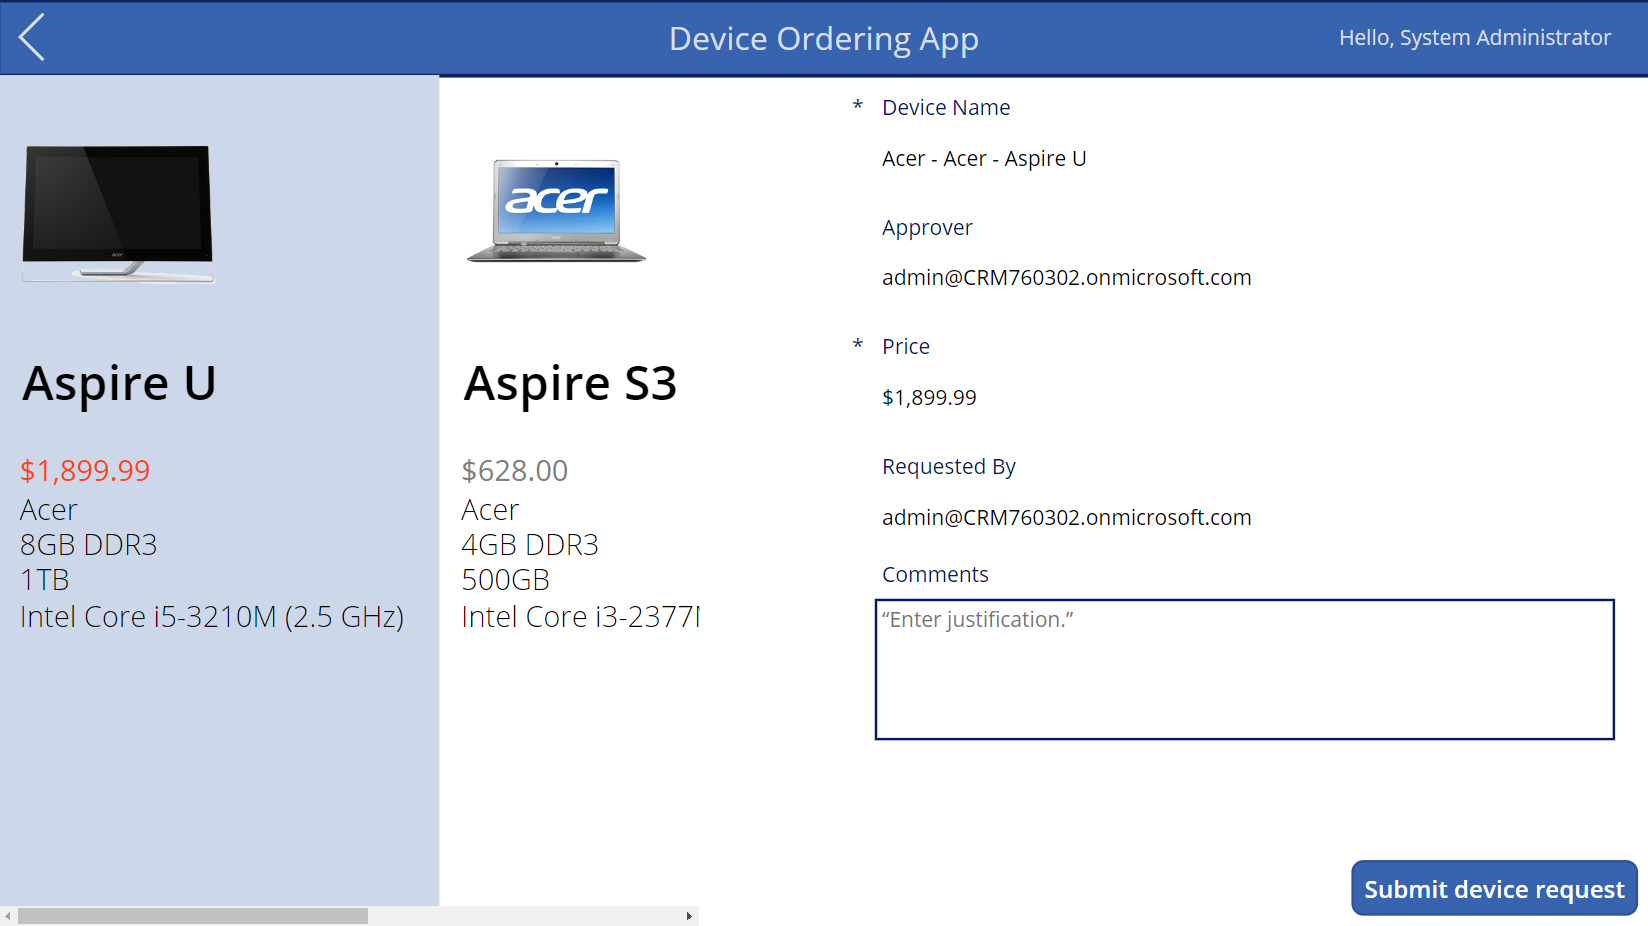 Device Ordering App
Hello, System Administrator
acer
Aspire U
$1,899.99
Acer
8GB DDR3
1TB
Intel Core i5-3210M (2.5 GHz)
acer
Aspire S3
$628.00
Acer
4GB DDR3
500GB
Intel Core i3-2377
* Device Name
Acer - Acer - Aspire U
Approver
admin@CRM760302.onmicrosoft.com
* Price
$1,899.99
Requested By
admin@CRM760302.onmicrosoft.com
Comments
“Enter justification.”
Submit device request